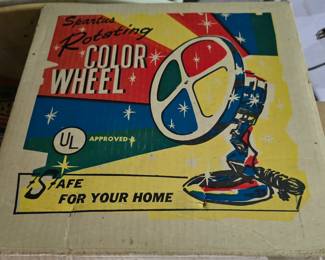 Spartus
Rotating
COLOR
WHEEL
UL APPROVED
SAFE
FOR YOUR HOME